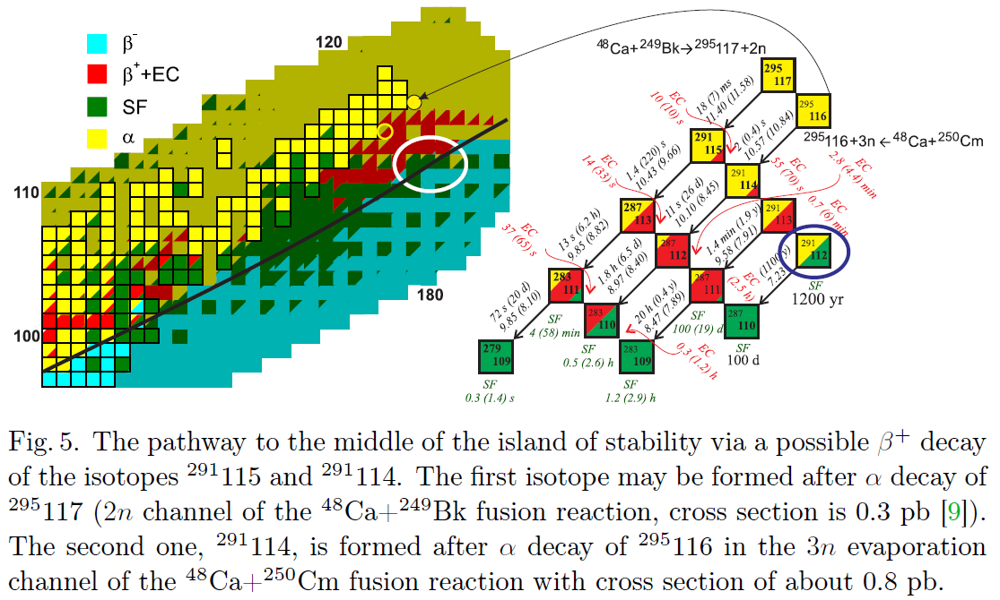 β⁻
β⁺+EC
SF
α
120
110
100
180
⁴⁸Ca+²⁴⁹Bk→²⁹⁵117+2n
295
117
295
116
²⁹⁵116+3n ←⁴⁸Ca+²⁵⁰Cm
18 (7) ms
11.40 (11.58)
EC
10 (10) s
291
115
2 (0.4) s
10.57 (10.84)
291
114
1.4 (220) s
10.43 (9.66)
EC
14 (33) s
EC
55 (70) s
EC
2.8 (4.4) min
287
113
11 s (26 d)
10.10 (8.45)
291
113
EC
0.7 (6) min
13 s (6.2 h)
9.85 (8.82)
EC
37 (65) s
287
112
1.4 min (1.9 y)
9.58 (7.91)
291
112
SF
1200 yr
283
111
1.8 h (6.5 d)
8.97 (8.40)
287
111
EC
(2.5 h)
(1100 y)
7.23
72 s (20 d)
9.85 (8.10)
SF
4 (58) min
283
110
20 h (0.4 y)
8.47 (7.89)
SF
100 (19) d
287
110
SF
100 d
279
109
SF
0.3 (1.4) s
SF
0.5 (2.6) h
283
109
SF
1.2 (2.9) h
EC
0.3 (1.2) h
Fig. 5. The pathway to the middle of the island of stability via a possible β⁺ decay
of the isotopes ²⁹¹115 and ²⁹¹114. The first isotope may be formed after α decay of
²⁹⁵117 (2n channel of the ⁴⁸Ca+²⁴⁹Bk fusion reaction, cross section is 0.3 pb [9]).
The second one, ²⁹¹114, is formed after α decay of ²⁹⁵116 in the 3n evaporation
channel of the ⁴⁸Ca+²⁵⁰Cm fusion reaction with cross section of about 0.8 pb.